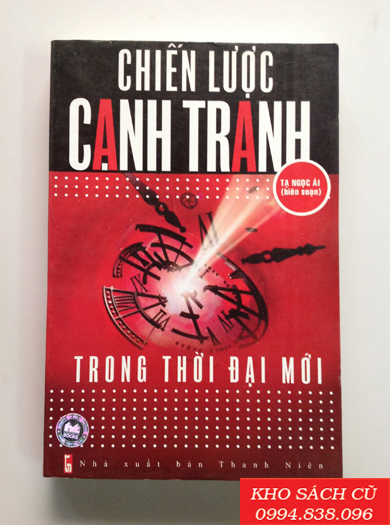 CHIẾN LƯỢC
CẠNH TRANH
TẠ NGỌC ÁI
(biên soạn)
TRONG THỜI ĐẠI MỚI
BOOKS
Nhà xuất bản Thanh Niên
KHO SÁCH CŨ
0994.838.096